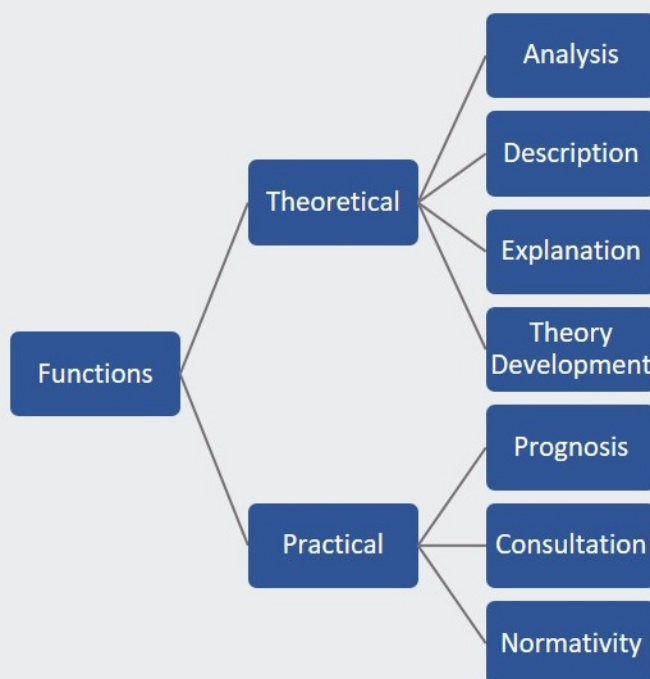 Functions
Theoretical
Analysis
Description
Explanation
Theory
Development
Practical
Prognosis
Consultation
Normativity